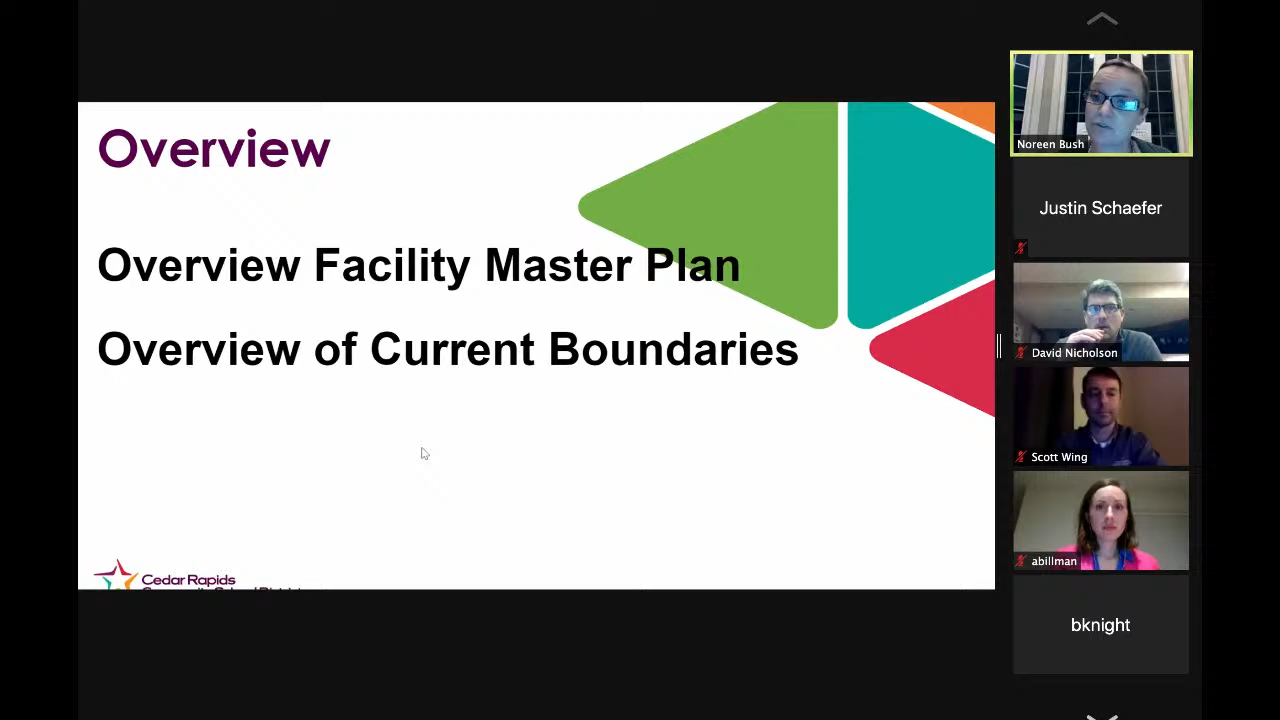 Overview
Overview Facility Master Plan
Overview of Current Boundaries
Cedar Rapids
Noreen Bush
Justin Schaefer
David Nicholson
Scott Wing
abillman
bknight